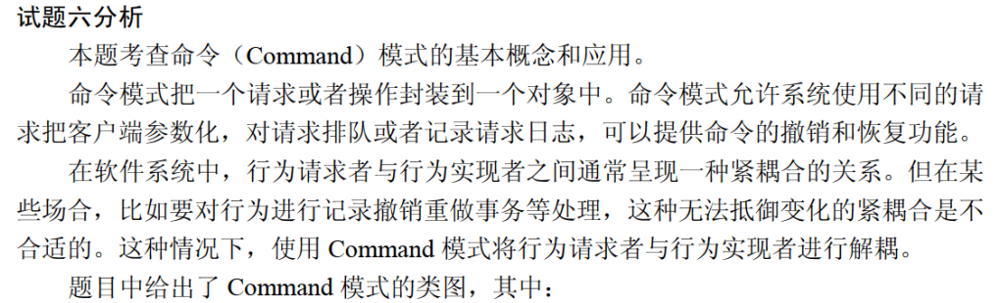 试题六分析
本题考查命令（Command）模式的基本概念和应用。
命令模式把一个请求或者操作封装到一个对象中。命令模式允许系统使用不同的请
求把客户端参数化，对请求排队或者记录请求日志，可以提供命令的撤销和恢复功能。
在软件系统中，行为请求者与行为实现者之间通常呈现一种紧耦合的关系。但在某
些场合，比如要对行为进行记录撤销重做事务等处理，这种无法抵御变化的紧耦合是不
合适的。这种情况下，使用 Command 模式将行为请求者与行为实现者进行解耦。
题目中给出了 Command 模式的类图，其中：